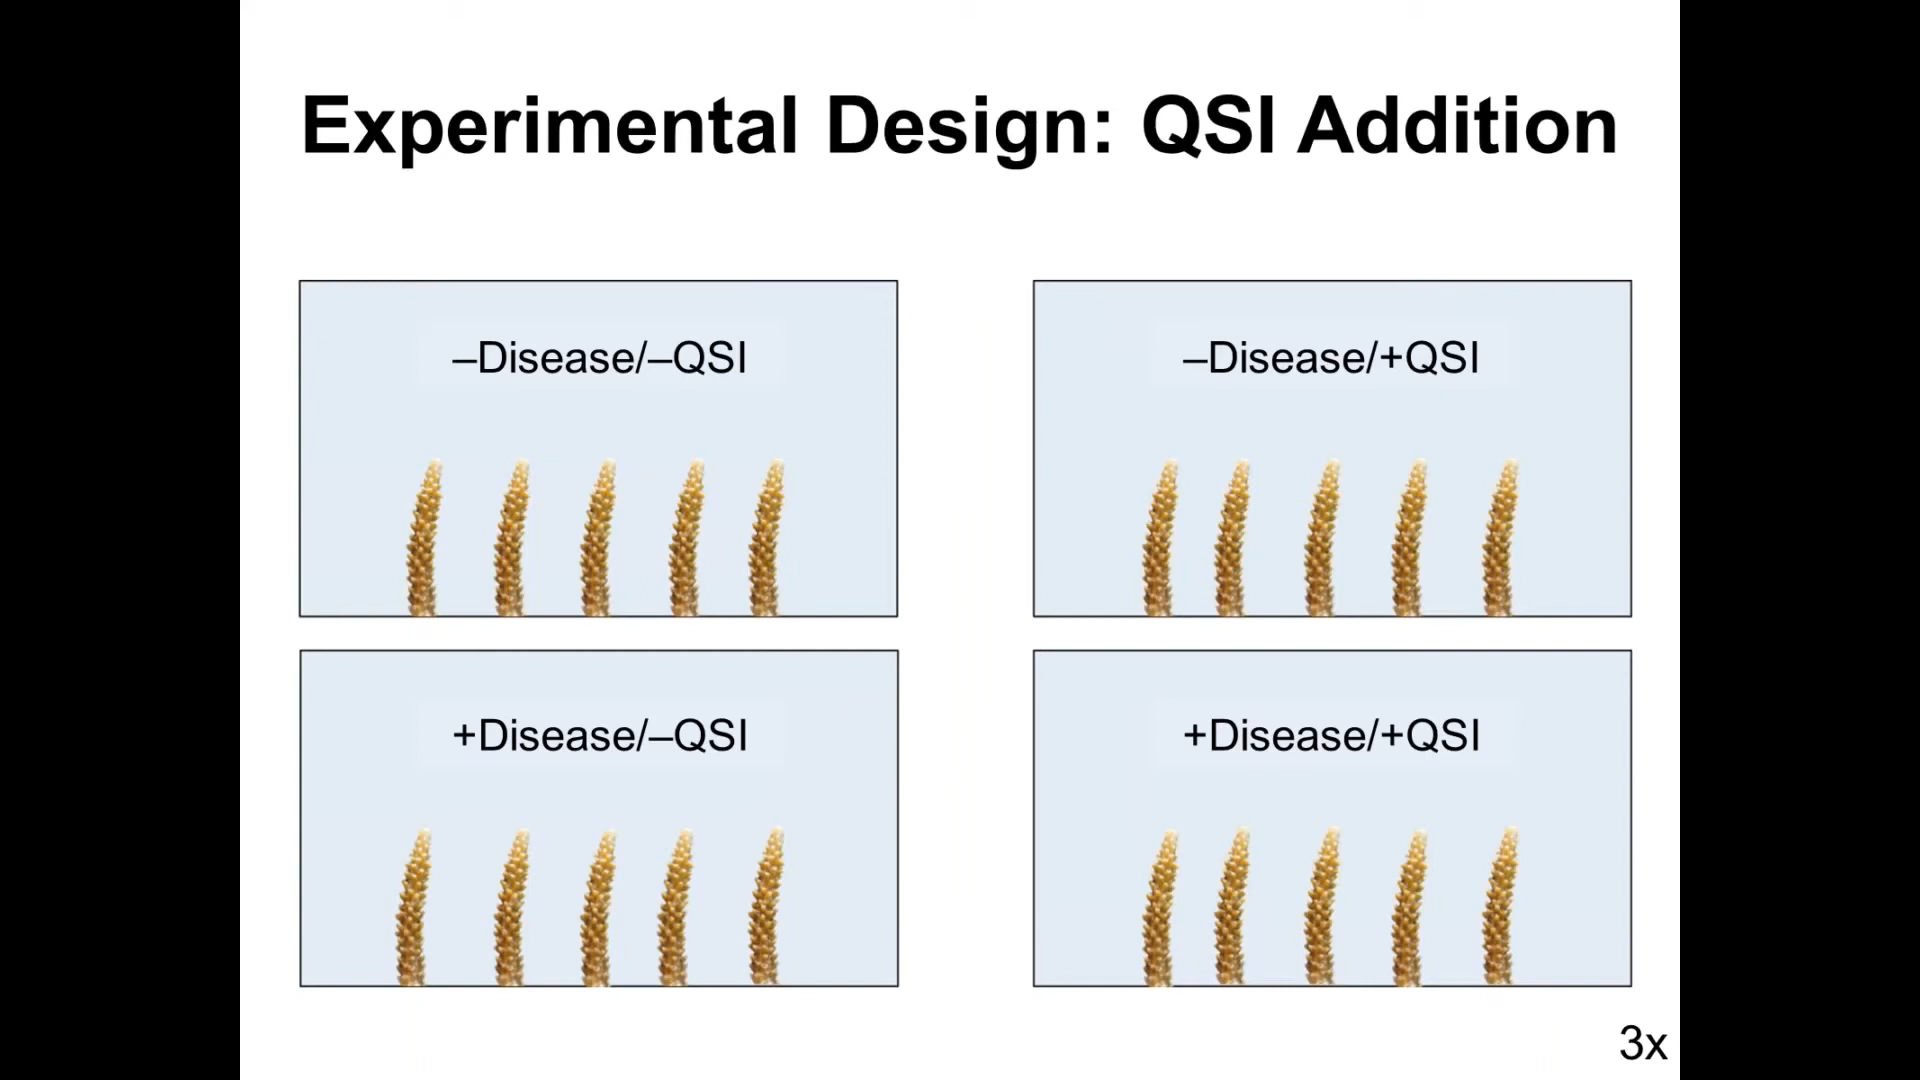 Experimental Design: QSI Addition
–Disease/–QSI
–Disease/+QSI
+Disease/–QSI
+Disease/+QSI
3x